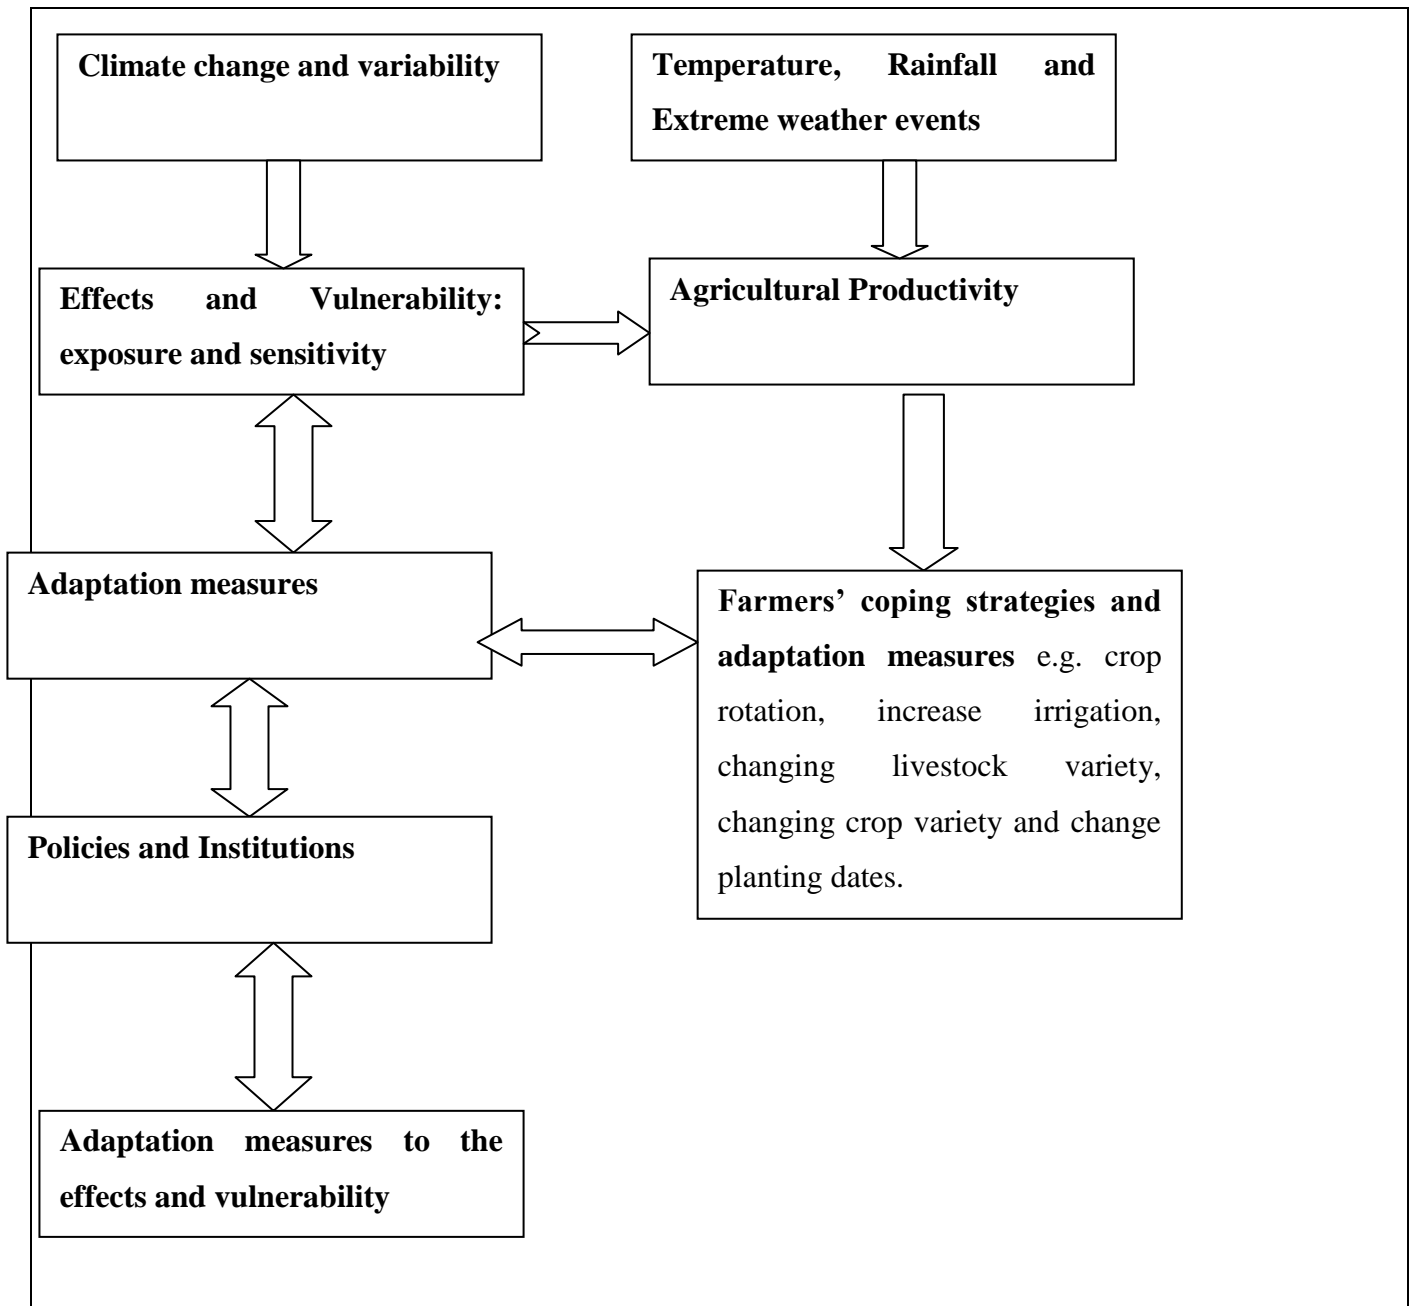 Climate change and variability
Temperature, Rainfall and
Extreme weather events
Effects and Vulnerability:
exposure and sensitivity
Agricultural Productivity
Adaptation measures
Farmers’ coping strategies and
adaptation measures e.g. crop
rotation, increase irrigation,
changing livestock variety,
changing crop variety and change
planting dates.
Policies and Institutions
Adaptation measures to the
effects and vulnerability